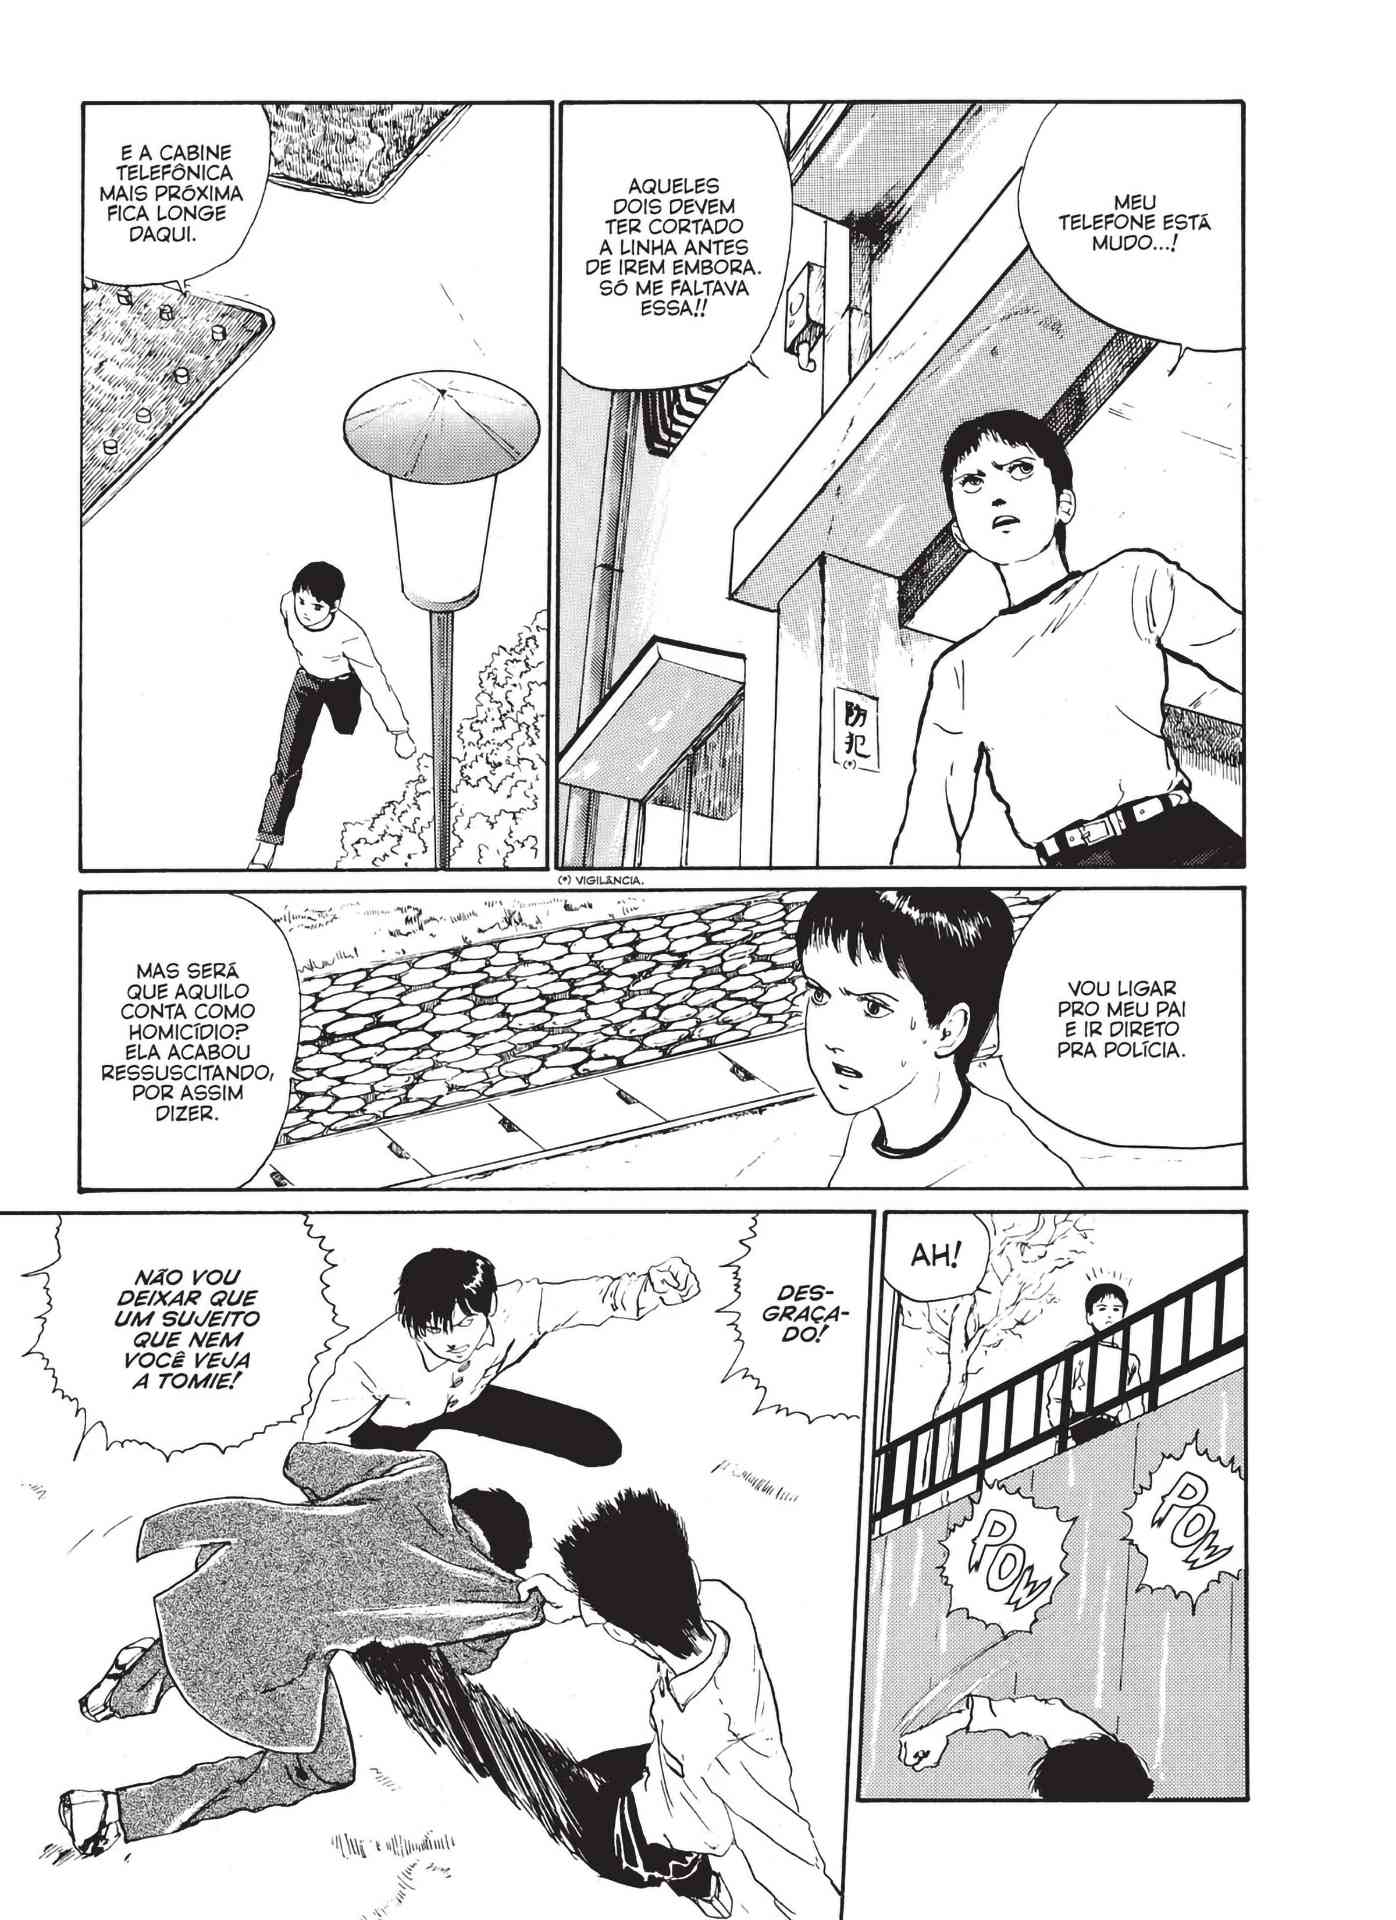 MEU
TELEFONE ESTÁ
MUDO...!
AQUELES
DOIS DEVEM
TER CORTADO
A LINHA ANTES
DE IREM EMBORA.
SÓ ME FALTAVA
ESSA!!
防
犯
(*)
(*) VIGILÂNCIA.
E A CABINE
TELEFÔNICA
MAIS PRÓXIMA
FICA LONGE
DAQUI.
VOU LIGAR
PRO MEU PAI
E IR DIRETO
PRA POLÍCIA.
MAS SERÁ
QUE AQUILO
CONTA COMO
HOMICÍDIO?
ELA ACABOU
RESSUSCITANDO,
POR ASSIM
DIZER.
AH!
POW
POW
DES-
GRAÇA-
DO!
NÃO VOU
DEIXAR QUE
UM SUJEITO
QUE NEM
VOCÊ VEJA
A TOMIE!